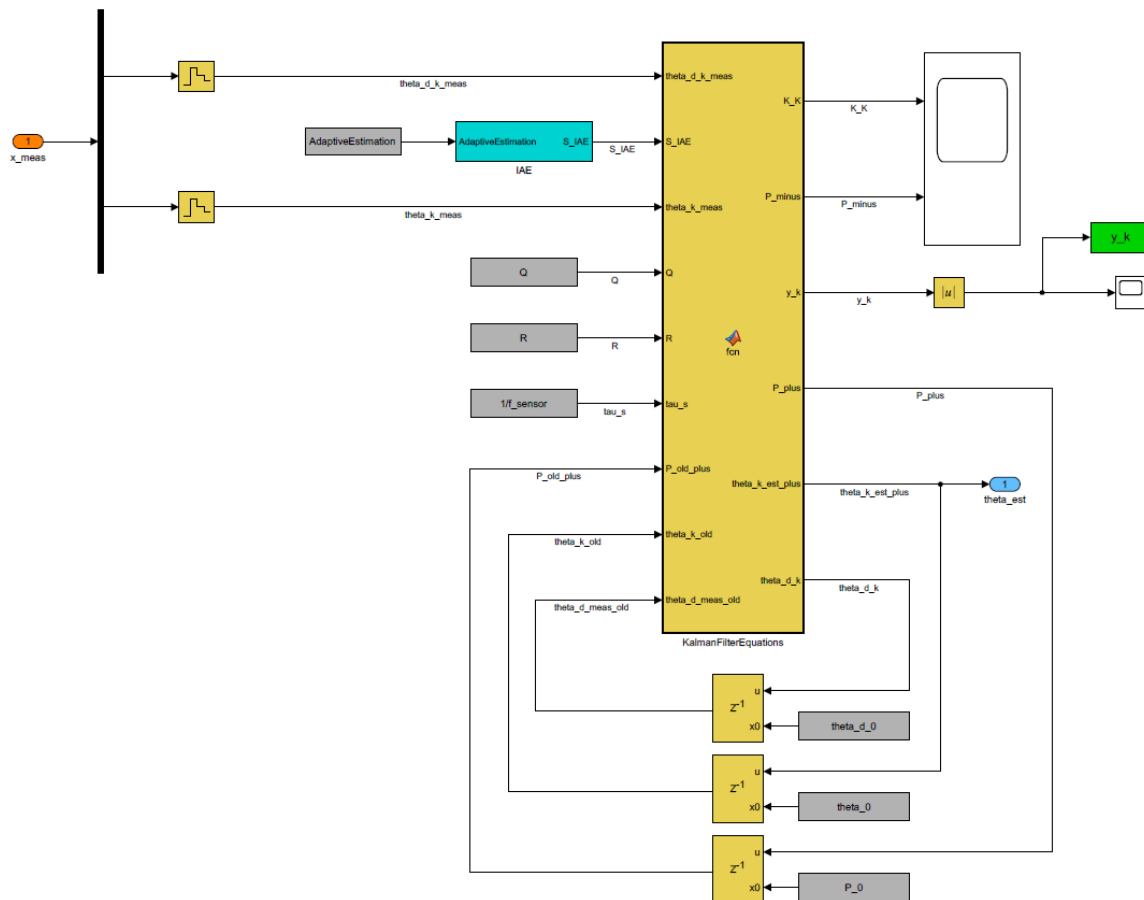 1
x_meas
theta_d_k_meas
AdaptiveEstimation
AdaptiveEstimation
S_IAE
IAE
S_IAE
theta_k_meas
Q
Q
R
R
1/f_sensor
tau_s
P_old_plus
theta_k_old
theta_d_meas_old
theta_d_k_meas
S_IAE
theta_k_meas
Q
R
tau_s
P_old_plus
theta_k_old
theta_d_meas_old
fcn
K_K
P_minus
y_k
P_plus
theta_k_est_plus
theta_d_k
KalmanFilterEquations
K_K
P_minus
y_k
|u|
y_k
P_plus
theta_k_est_plus
1
theta_est
theta_d_k
z-1
u
x0
theta_d_0
z-1
u
x0
theta_0
z-1
u
x0
P_0